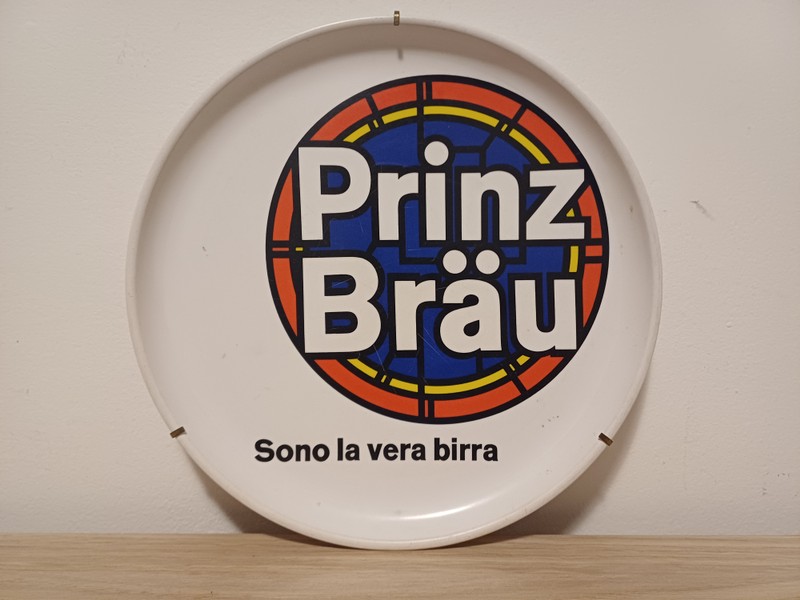 Prinz
Bräu
Sono la vera birra